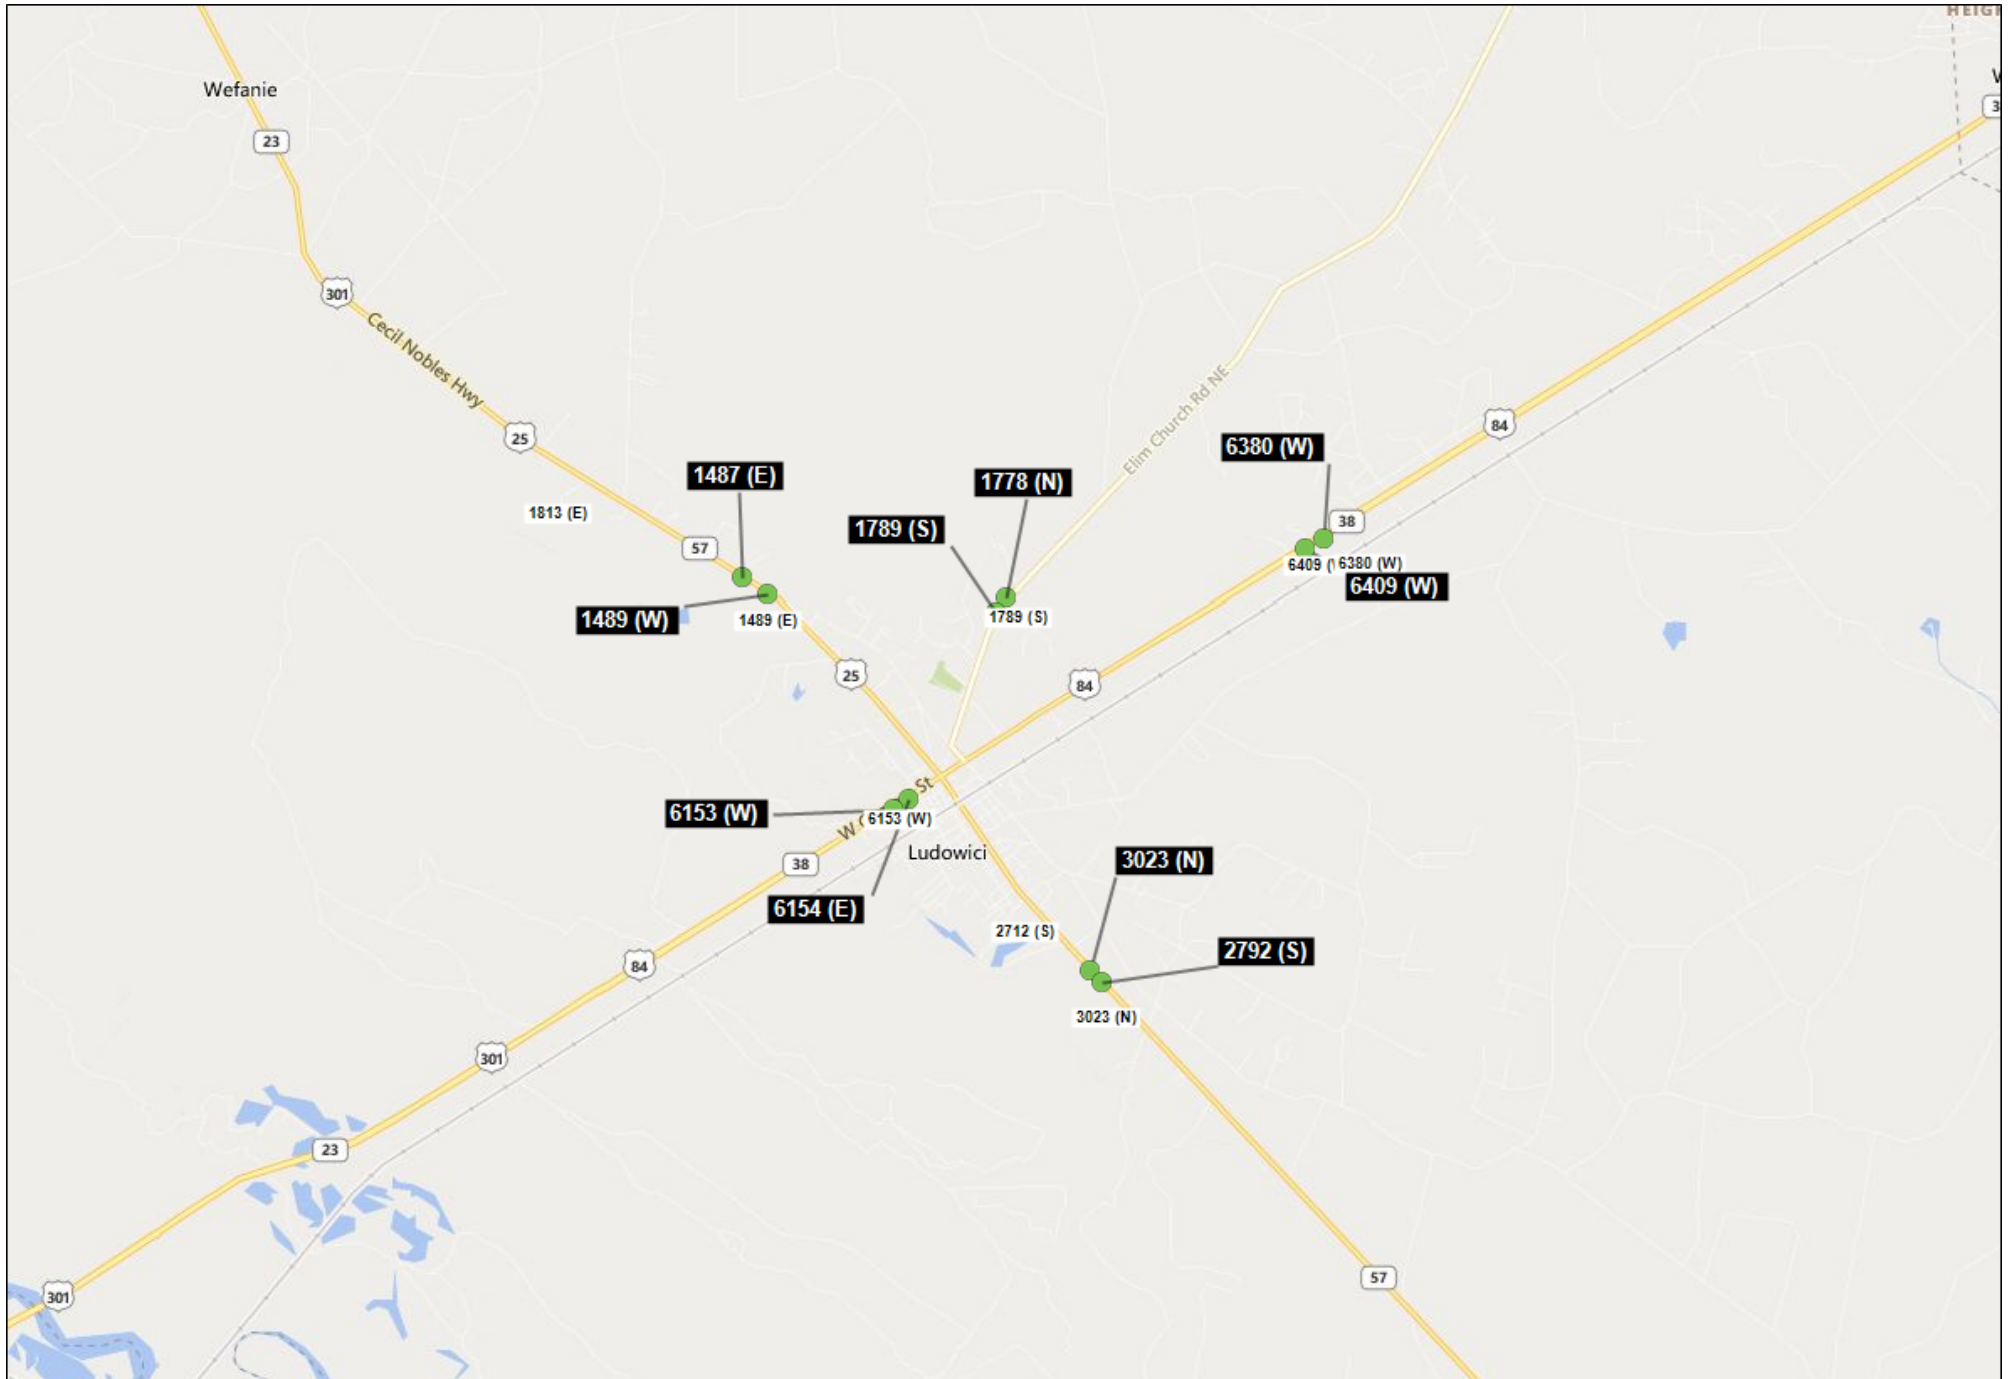 HEIG
Wefanie
3
23
301
Cecil Nobles Hwy
Elim Church Rd NE
84
25
6380 (W)
1487 (E)
1778 (N)
1813 (E)
1789 (S)
38
57
6409 (
6380 (W)
6409 (W)
1489 (W)
1489 (E)
1789 (S)
25
84
St
6153 (W)
6153 (W)
W
38
Ludowici
3023 (N)
6154 (E)
2712 (S)
2792 (S)
84
3023 (N)
301
23
57
301